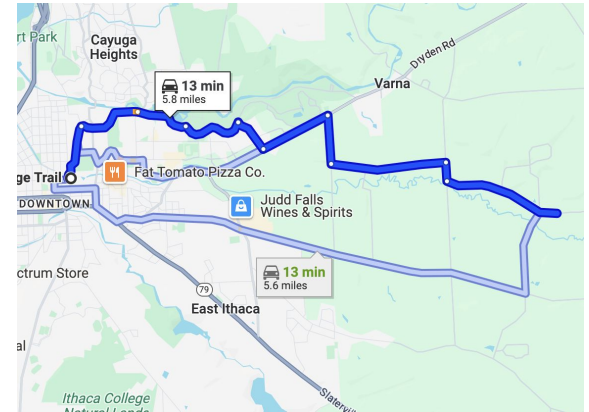 rt Park
Cayuga
Heights
Dryden Rd
Varna
13 min
5.8 miles
Fat Tomato Pizza Co.
ge Trail
Judd Falls
Wines & Spirits
DOWNTOWN
13 min
5.6 miles
ctrum Store
79
East Ithaca
al
Ithaca College
Natural Lands
Slatervi